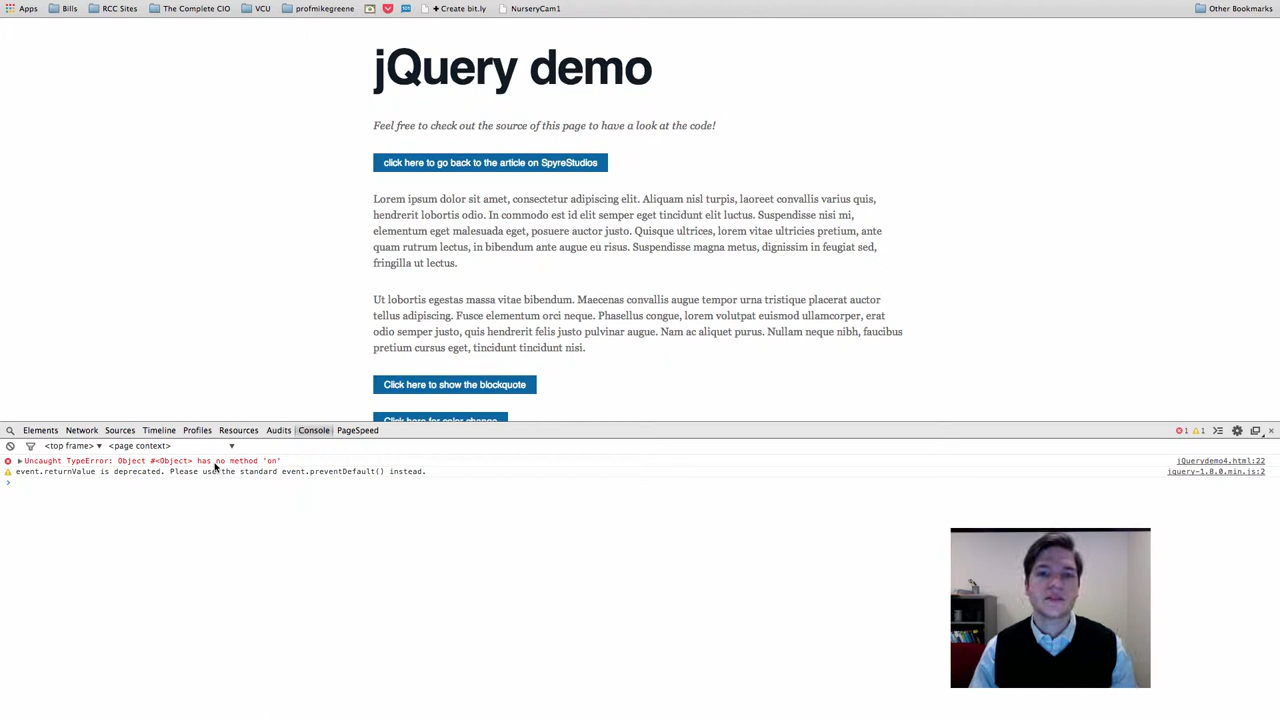 Apps Bills RCC Sites The Complete CIO VCU profmikegreene Create bit.ly NurseryCam1 Other Bookmarks
jQuery demo
Feel free to check out the source of this page to have a look at the code!
click here to go back to the article on SpyreStudios
Lorem ipsum dolor sit amet, consectetur adipiscing elit. Aliquam nisl turpis, laoreet convallis varius quis,
hendrerit lobortis odio. In commodo est id elit semper eget tincidunt elit luctus. Suspendisse nisi mi,
elementum eget malesuada eget, posuere auctor justo. Quisque ultrices, lorem vitae ultricies pretium, ante
quam rutrum lectus, in bibendum ante augue eu risus. Suspendisse magna metus, dignissim in feugiat sed,
fringilla ut lectus.
Ut lobortis egestas massa vitae bibendum. Maecenas convallis augue tempor urna tristique placerat auctor
tellus adipiscing. Fusce elementum orci neque. Phasellus congue, lorem volutpat euismod ullamcorper, erat
odio semper justo, quis hendrerit felis justo pulvinar augue. Nam ac aliquet purus. Nullam neque nibh, faucibus
pretium cursus eget, tincidunt tincidunt nisi.
Click here to show the blockquote
Click here for color change
Elements Network Sources Timeline Profiles Resources Audits Console PageSpeed 1 1
<top frame> <page context>
Uncaught TypeError: Object #<Object> has no method 'on' jQuerydemo4.html:22
event.returnValue is deprecated. Please use the standard event.preventDefault() instead. jquery-1.8.0.min.js:2